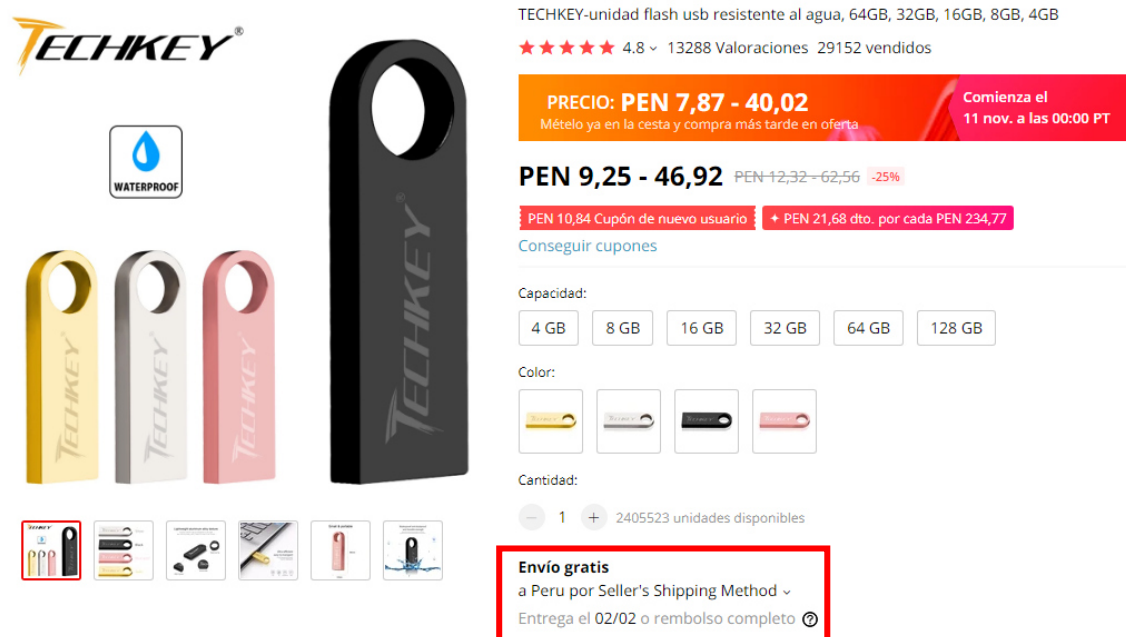 TECHKEY®
WATERPROOF
TECHKEY
TECHKEY
TECHKEY
TECHKEY®
TECHKEY-unidad flash usb resistente al agua, 64GB, 32GB, 16GB, 8GB, 4GB
4.8 13288 Valoraciones 29152 vendidos
PRECIO: PEN 7,87 - 40,02
Mételo ya en la cesta y compra más tarde en oferta
Comienza el
11 nov. a las 00:00 PT
PEN 9,25 - 46,92 PEN 12,32 - 62,56 -25%
PEN 10,84 Cupón de nuevo usuario PEN 21,68 dto. por cada PEN 234,77
Conseguir cupones
Capacidad:
4 GB 8 GB 16 GB 32 GB 64 GB 128 GB
Color:
Cantidad:
1 2405523 unidades disponibles
Envío gratis
a Peru por Seller's Shipping Method
Entrega el 02/02 o rembolso completo